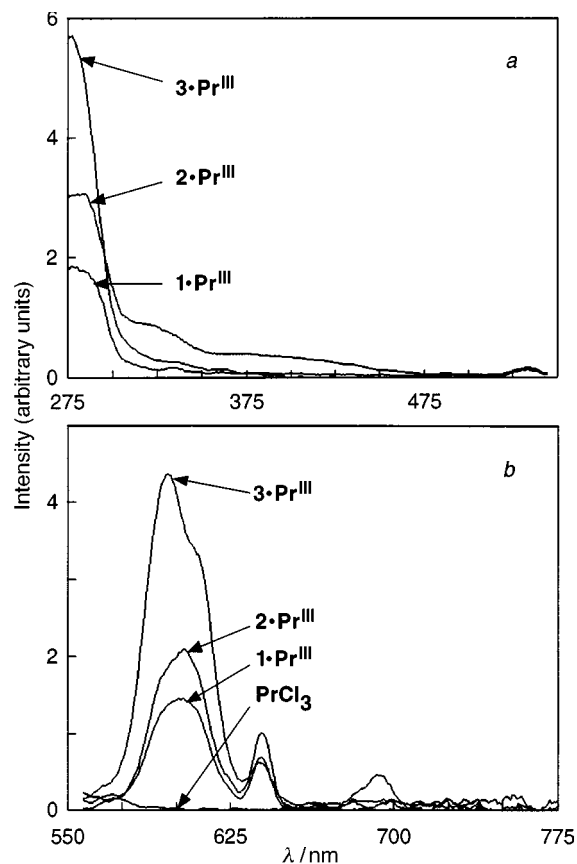 6
a
3•Prᴵᴵᴵ
4
2•Prᴵᴵᴵ
2
1•Prᴵᴵᴵ
0
275 375 475
Intensity (arbitrary units)
b
3•Prᴵᴵᴵ
4
2•Prᴵᴵᴵ
2
1•Prᴵᴵᴵ
PrCl₃
0
550 625 700 775
λ / nm